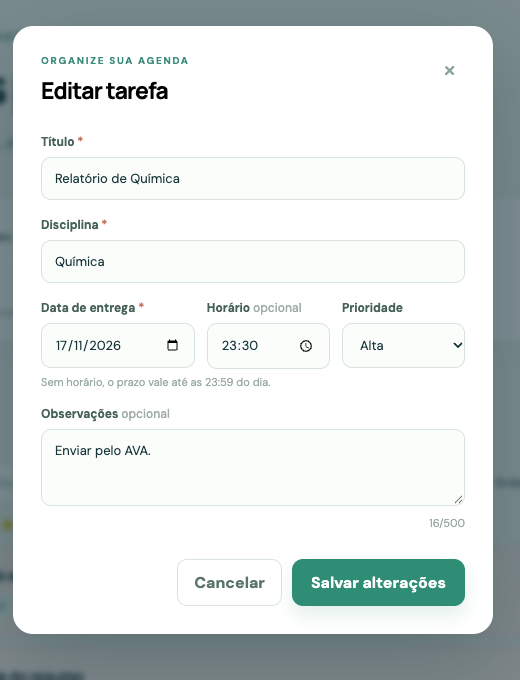 ORGANIZE SUA AGENDA
Editar tarefa
×
Título *
Relatório de Química
Disciplina *
Química
Data de entrega * Horário opcional Prioridade
17/11/2026 23:30 Alta
Sem horário, o prazo vale até as 23:59 do dia.
Observações opcional
Enviar pelo AVA.
16/500
Cancelar Salvar alterações